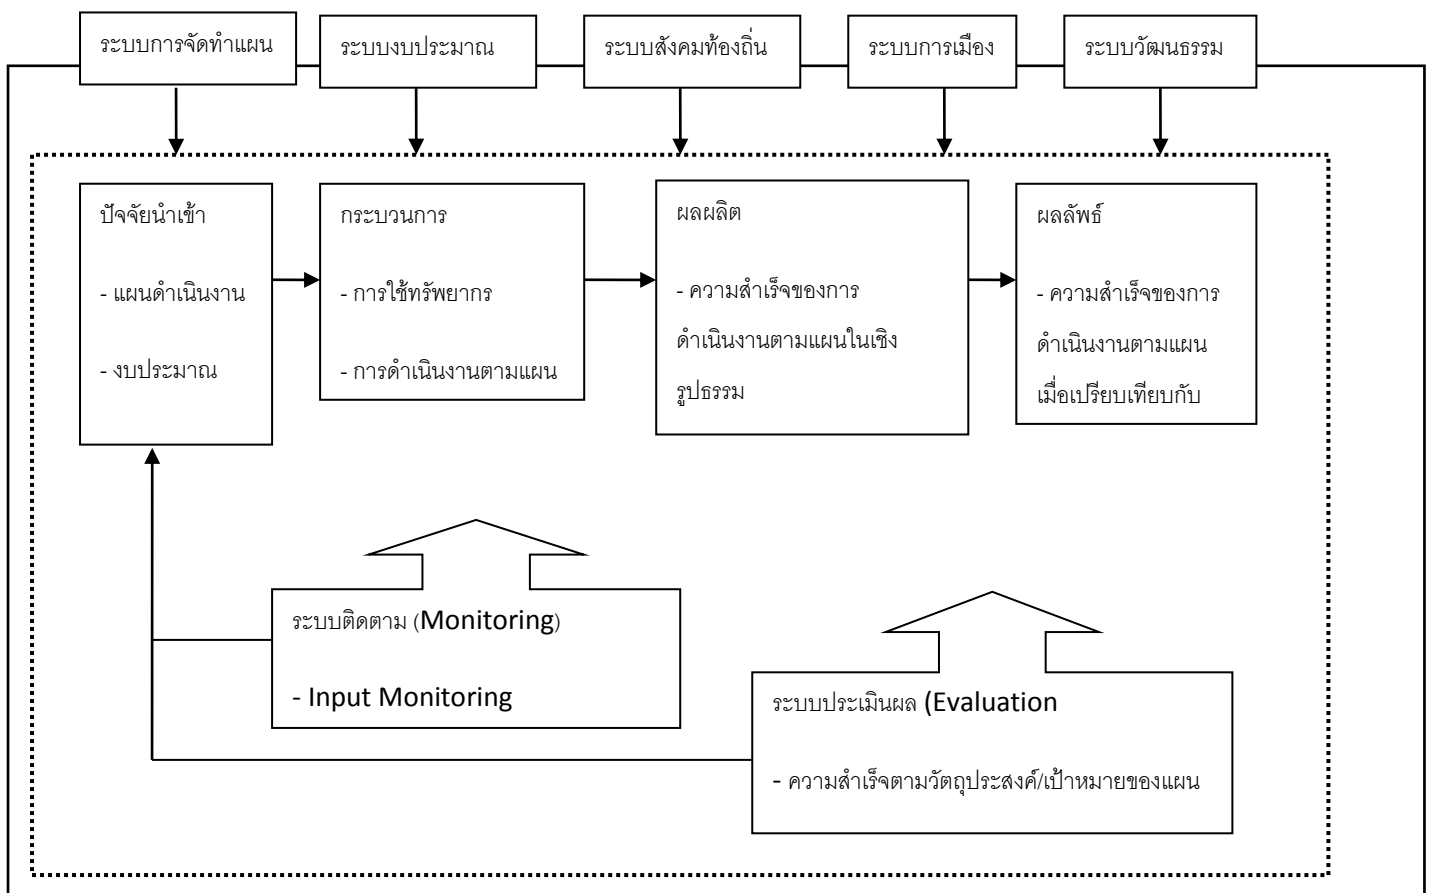 ระบบการจัดทำแผน
ระบบงบประมาณ
ระบบสังคมท้องถิ่น
ระบบการเมือง
ระบบวัฒนธรรม
ปัจจัยนำเข้า
- แผนดำเนินงาน
- งบประมาณ
กระบวนการ
- การใช้ทรัพยากร
- การดำเนินงานตามแผน
ผลผลิต
- ความสำเร็จของการ
ดำเนินงานตามแผนในเชิง
รูปธรรม
ผลลัพธ์
- ความสำเร็จของการ
ดำเนินงานตามแผน
เมื่อเปรียบเทียบกับ
ระบบติดตาม (Monitoring)
- Input Monitoring
ระบบประเมินผล (Evaluation
- ความสำเร็จตามวัตถุประสงค์/เป้าหมายของแผน